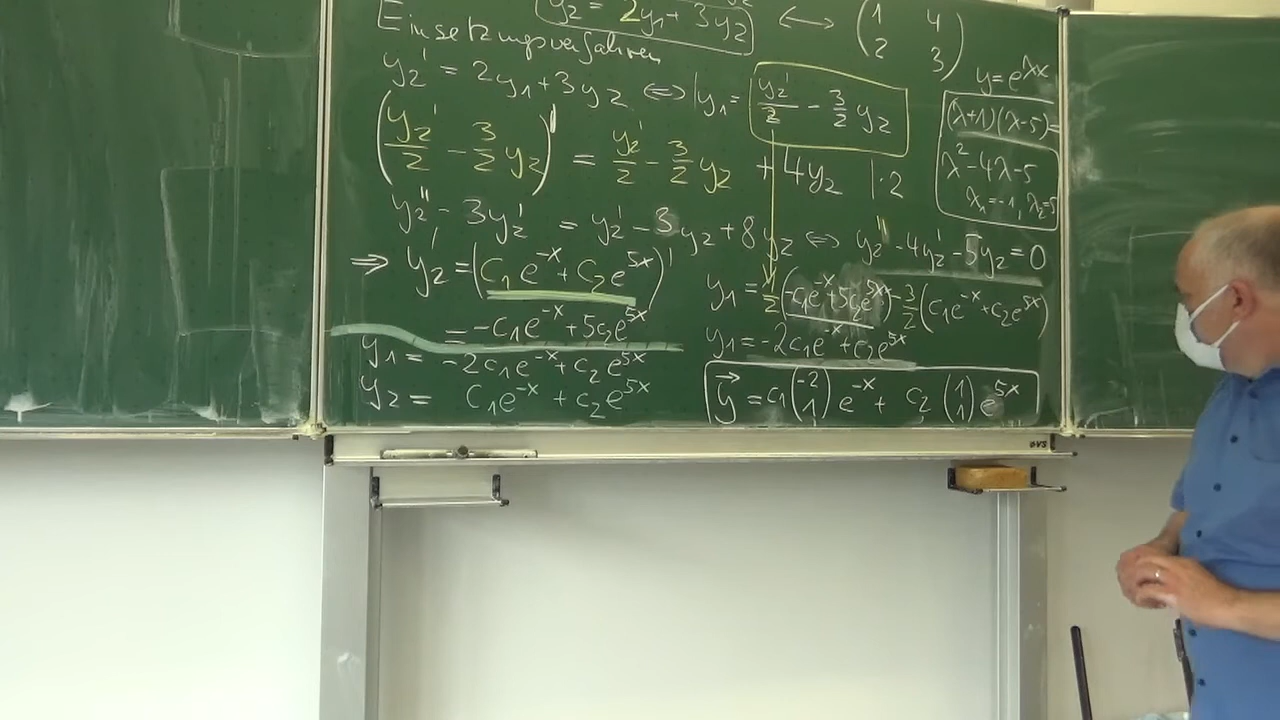 y₂' = 2y₁ + 3y₂ ⟷ (1 4
2 3)
Einsetzungsverfahren
y₂' = 2y₁ + 3y₂ ⇔ y₁ = y₂'/2 - 3/2 y₂
(y₂'/2 - 3/2 y₂)' = y₂'/2 - 3/2 y₂ + 4y₂ |·2
y₂'' - 3y₂' = y₂' - 3y₂ + 8y₂ ⇔ y₂'' - 4y₂' - 5y₂ = 0
⇒ y₂' = (c₁e^{-x} + c₂e^{5x})'
= -c₁e^{-x} + 5c₂e^{5x}
y₁ = -2c₁e^{-x} + c₂e^{5x}
y₂ = c₁e^{-x} + c₂e^{5x}
y = e^{λx}
(λ+1)(λ-5)=
λ² - 4λ - 5
λ₁ = -1, λ₂ = 5
y₁ = 1/2(-c₁e^{-x} + 5c₂e^{5x}) - 3/2(c₁e^{-x} + c₂e^{5x})
y₁ = -2c₁e^{-x} + c₂e^{5x}
y⃗ = c₁(-2 1)e^{-x} + c₂(1 1)e^{5x}